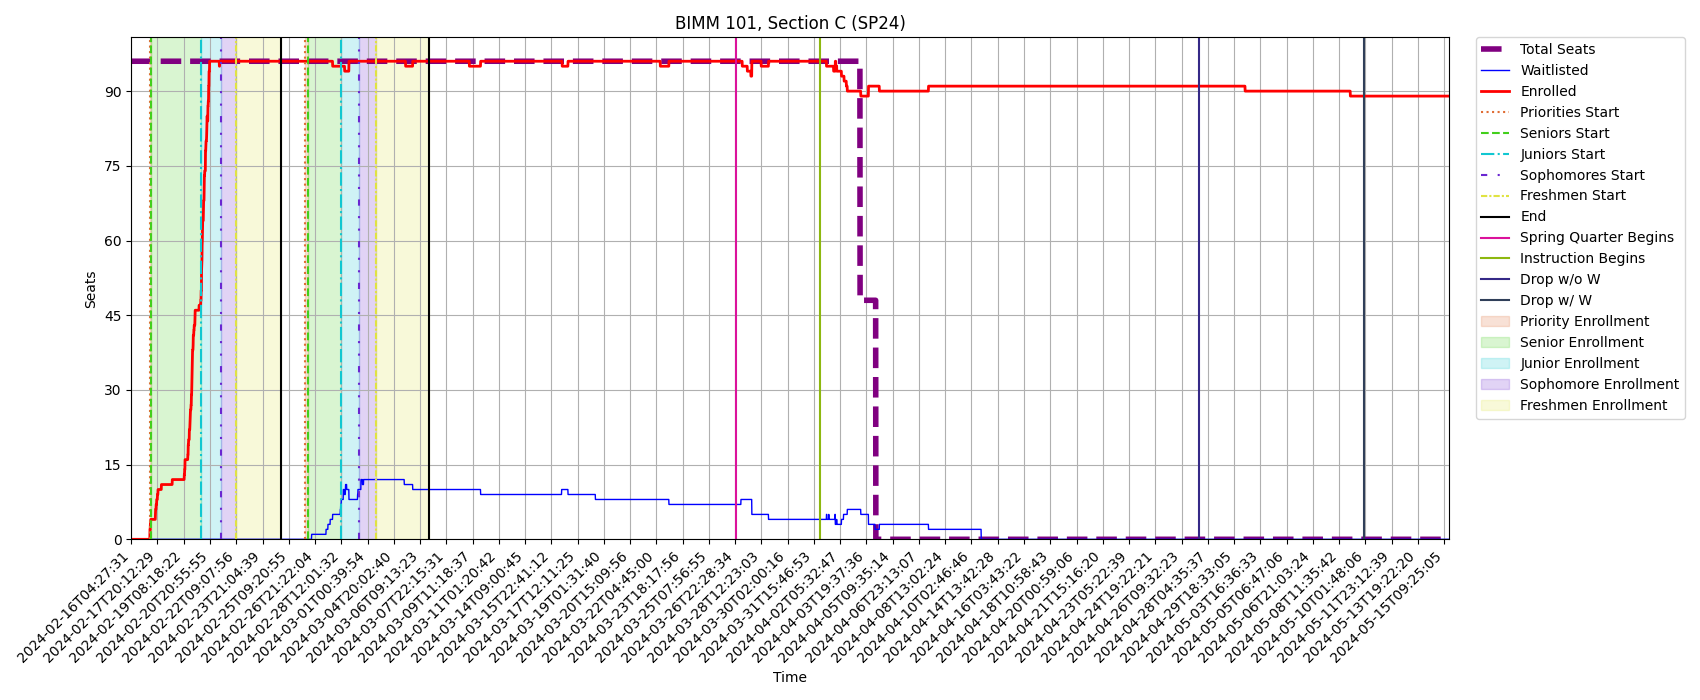 BIMM 101, Section C (SP24)
Seats
90
75
60
45
30
15
0
2024-02-16T04:27:31
2024-02-17T20:12:29
2024-02-19T08:18:22
2024-02-20T20:55:55
2024-02-22T09:07:56
2024-02-23T21:04:39
2024-02-25T09:20:55
2024-02-26T21:22:04
2024-02-28T12:01:32
2024-03-01T00:39:54
2024-03-04T02:02:40
2024-03-06T09:13:23
2024-03-07T22:15:31
2024-03-09T11:18:37
2024-03-11T01:20:42
2024-03-14T09:00:45
2024-03-15T22:41:12
2024-03-17T12:11:25
2024-03-19T01:31:40
2024-03-20T15:09:56
2024-03-22T04:45:00
2024-03-23T18:17:56
2024-03-25T07:56:55
2024-03-26T22:28:34
2024-03-28T12:23:03
2024-03-30T02:00:16
2024-03-31T15:46:53
2024-04-02T05:32:47
2024-04-03T19:37:36
2024-04-05T09:35:14
2024-04-06T23:13:07
2024-04-08T13:02:24
2024-04-10T02:46:46
2024-04-14T13:42:28
2024-04-16T03:43:22
2024-04-18T10:58:43
2024-04-20T00:59:06
2024-04-21T15:16:20
2024-04-23T05:22:39
2024-04-24T19:22:21
2024-04-26T09:32:23
2024-04-28T04:35:37
2024-04-29T18:33:05
2024-05-03T16:36:33
2024-05-05T06:47:06
2024-05-06T21:03:24
2024-05-08T11:35:42
2024-05-10T01:48:06
2024-05-11T23:12:39
2024-05-13T19:22:20
2024-05-15T09:25:05
Time
Total Seats
Waitlisted
Enrolled
Priorities Start
Seniors Start
Juniors Start
Sophomores Start
Freshmen Start
End
Spring Quarter Begins
Instruction Begins
Drop w/o W
Drop w/ W
Priority Enrollment
Senior Enrollment
Junior Enrollment
Sophomore Enrollment
Freshmen Enrollment